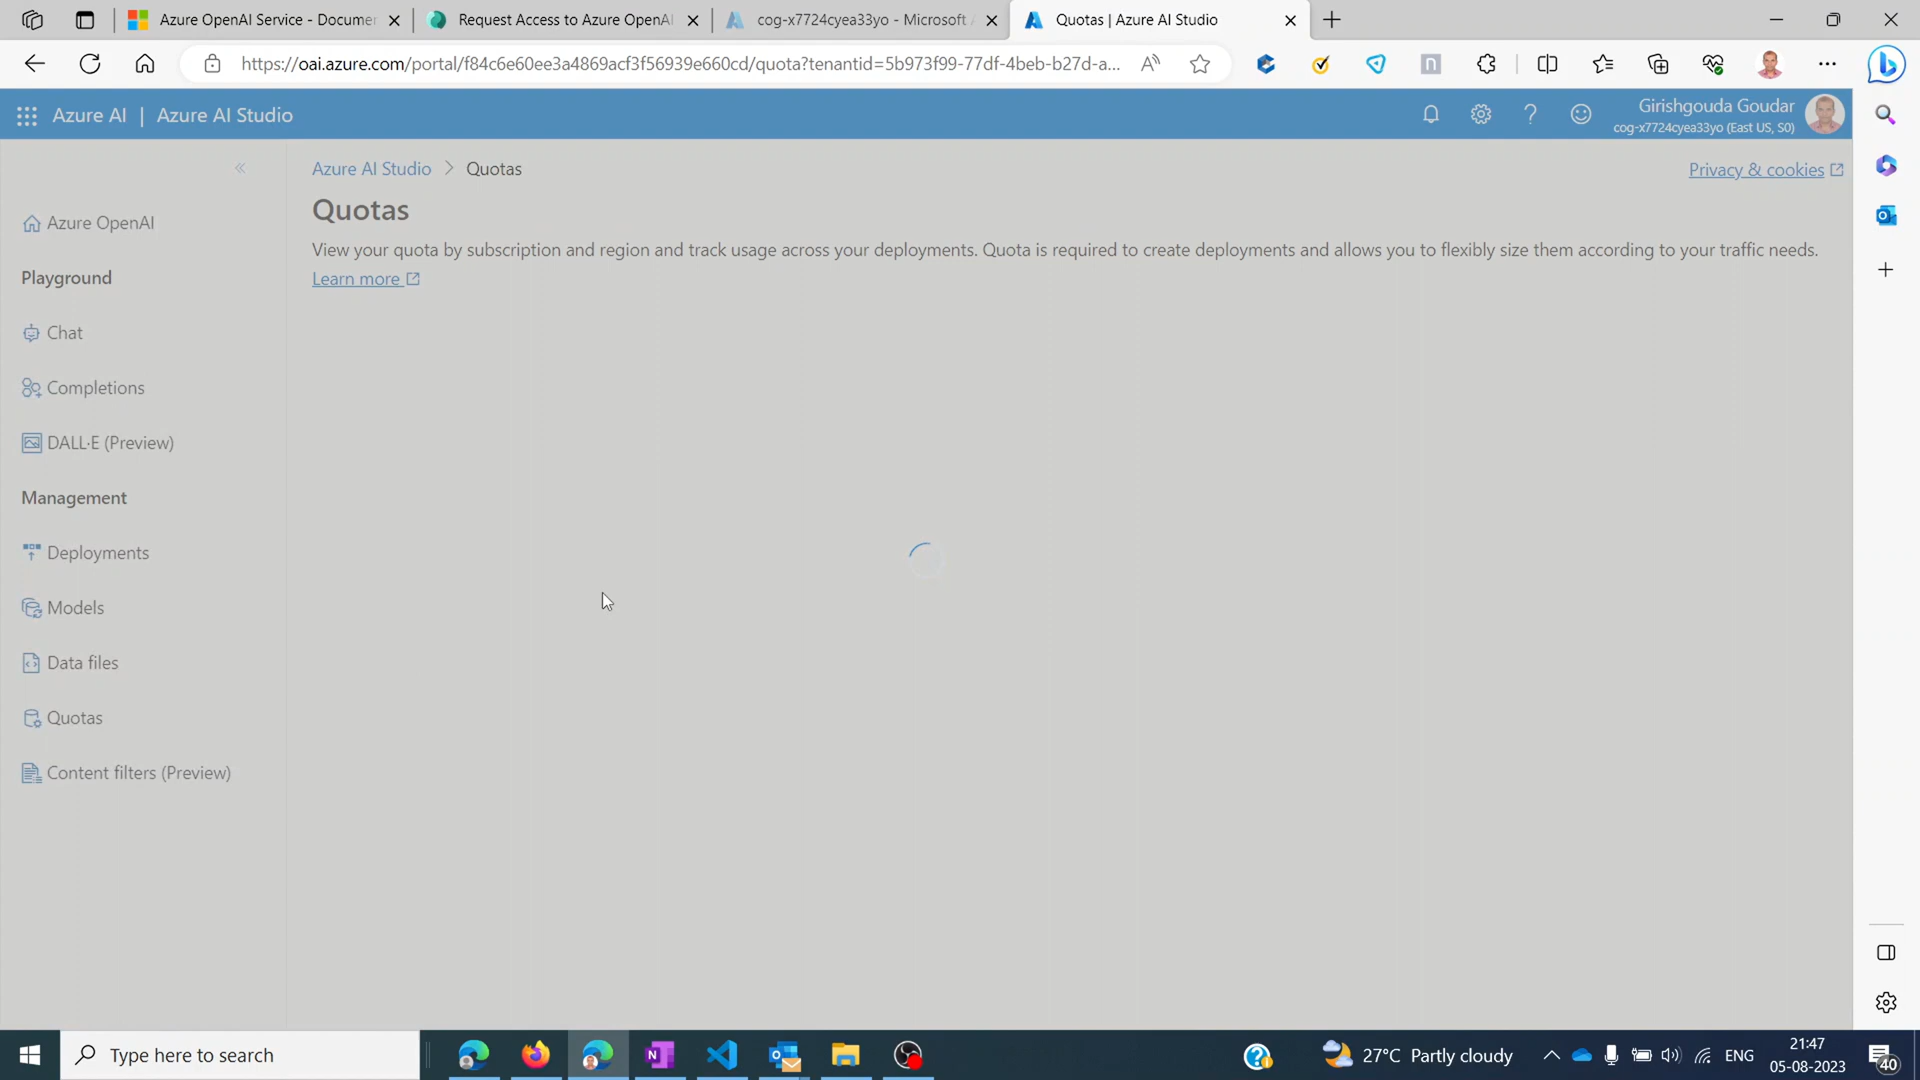 Azure OpenAI Service - Documen
Request Access to Azure OpenAI
cog-x7724cyea33yo - Microsoft A
Quotas | Azure AI Studio
https://oai.azure.com/portal/f84c6e60ee3a4869acf3f56939e660cd/quota?tenantid=5b973f99-77df-4beb-b27d-a...
Azure AI | Azure AI Studio
Girishgouda Goudar
cog-x7724cyea33yo (East US, S0)
Azure AI Studio > Quotas
Privacy & cookies
Quotas
View your quota by subscription and region and track usage across your deployments. Quota is required to create deployments and allows you to flexibly size them according to your traffic needs.
Learn more
Azure OpenAI
Playground
Chat
Completions
DALL·E (Preview)
Management
Deployments
Models
Data files
Quotas
Content filters (Preview)
Type here to search
27°C Partly cloudy
ENG
21:47
05-08-2023
40